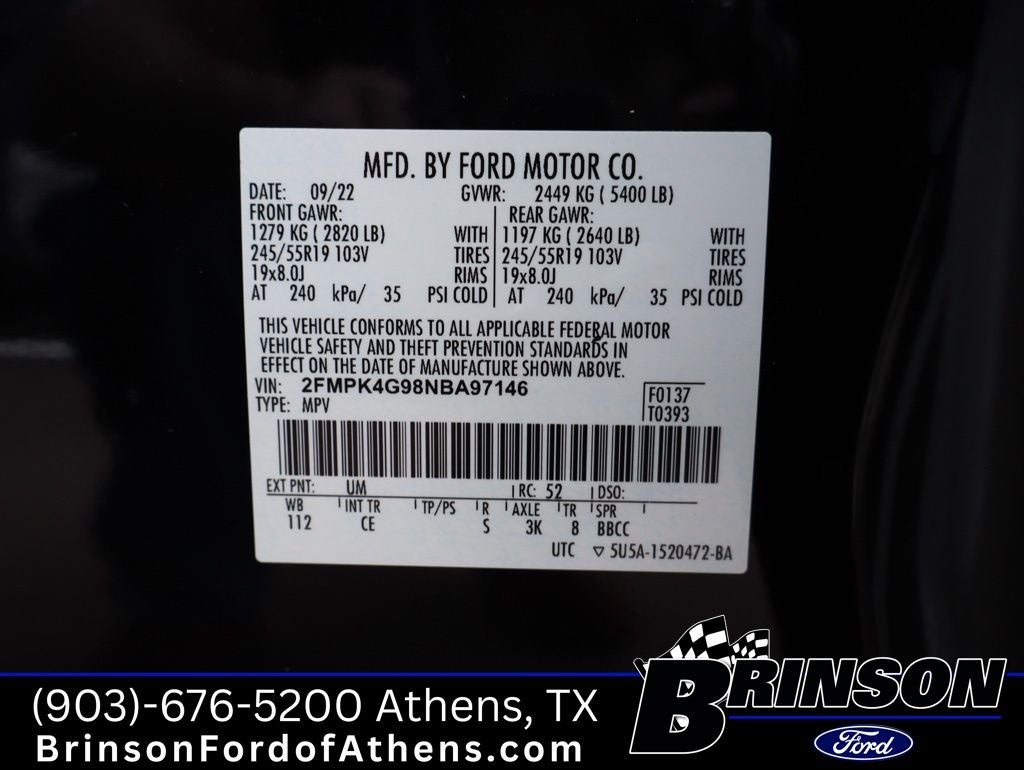 MFD. BY FORD MOTOR CO.
DATE: 09/22 GVWR: 2449 KG ( 5400 LB)
FRONT GAWR: REAR GAWR:
1279 KG ( 2820 LB) WITH 1197 KG ( 2640 LB) WITH
245/55R19 103V TIRES 245/55R19 103V TIRES
19x8.0J RIMS 19x8.0J RIMS
AT 240 kPa/ 35 PSI COLD AT 240 kPa/ 35 PSI COLD
THIS VEHICLE CONFORMS TO ALL APPLICABLE FEDERAL MOTOR
VEHICLE SAFETY AND THEFT PREVENTION STANDARDS IN
EFFECT ON THE DATE OF MANUFACTURE SHOWN ABOVE.
VIN: 2FMPK4G98NBA97146 F0137
TYPE: MPV T0393
EXT PNT: UM RC: 52 DSO:
WB INT TR TP/PS R AXLE TR SPR
112 CE S 3K 8 BBCC
UTC ▽ 5U5A-1520472-BA
BRINSON
Ford
(903)-676-5200 Athens, TX
BrinsonFordofAthens.com